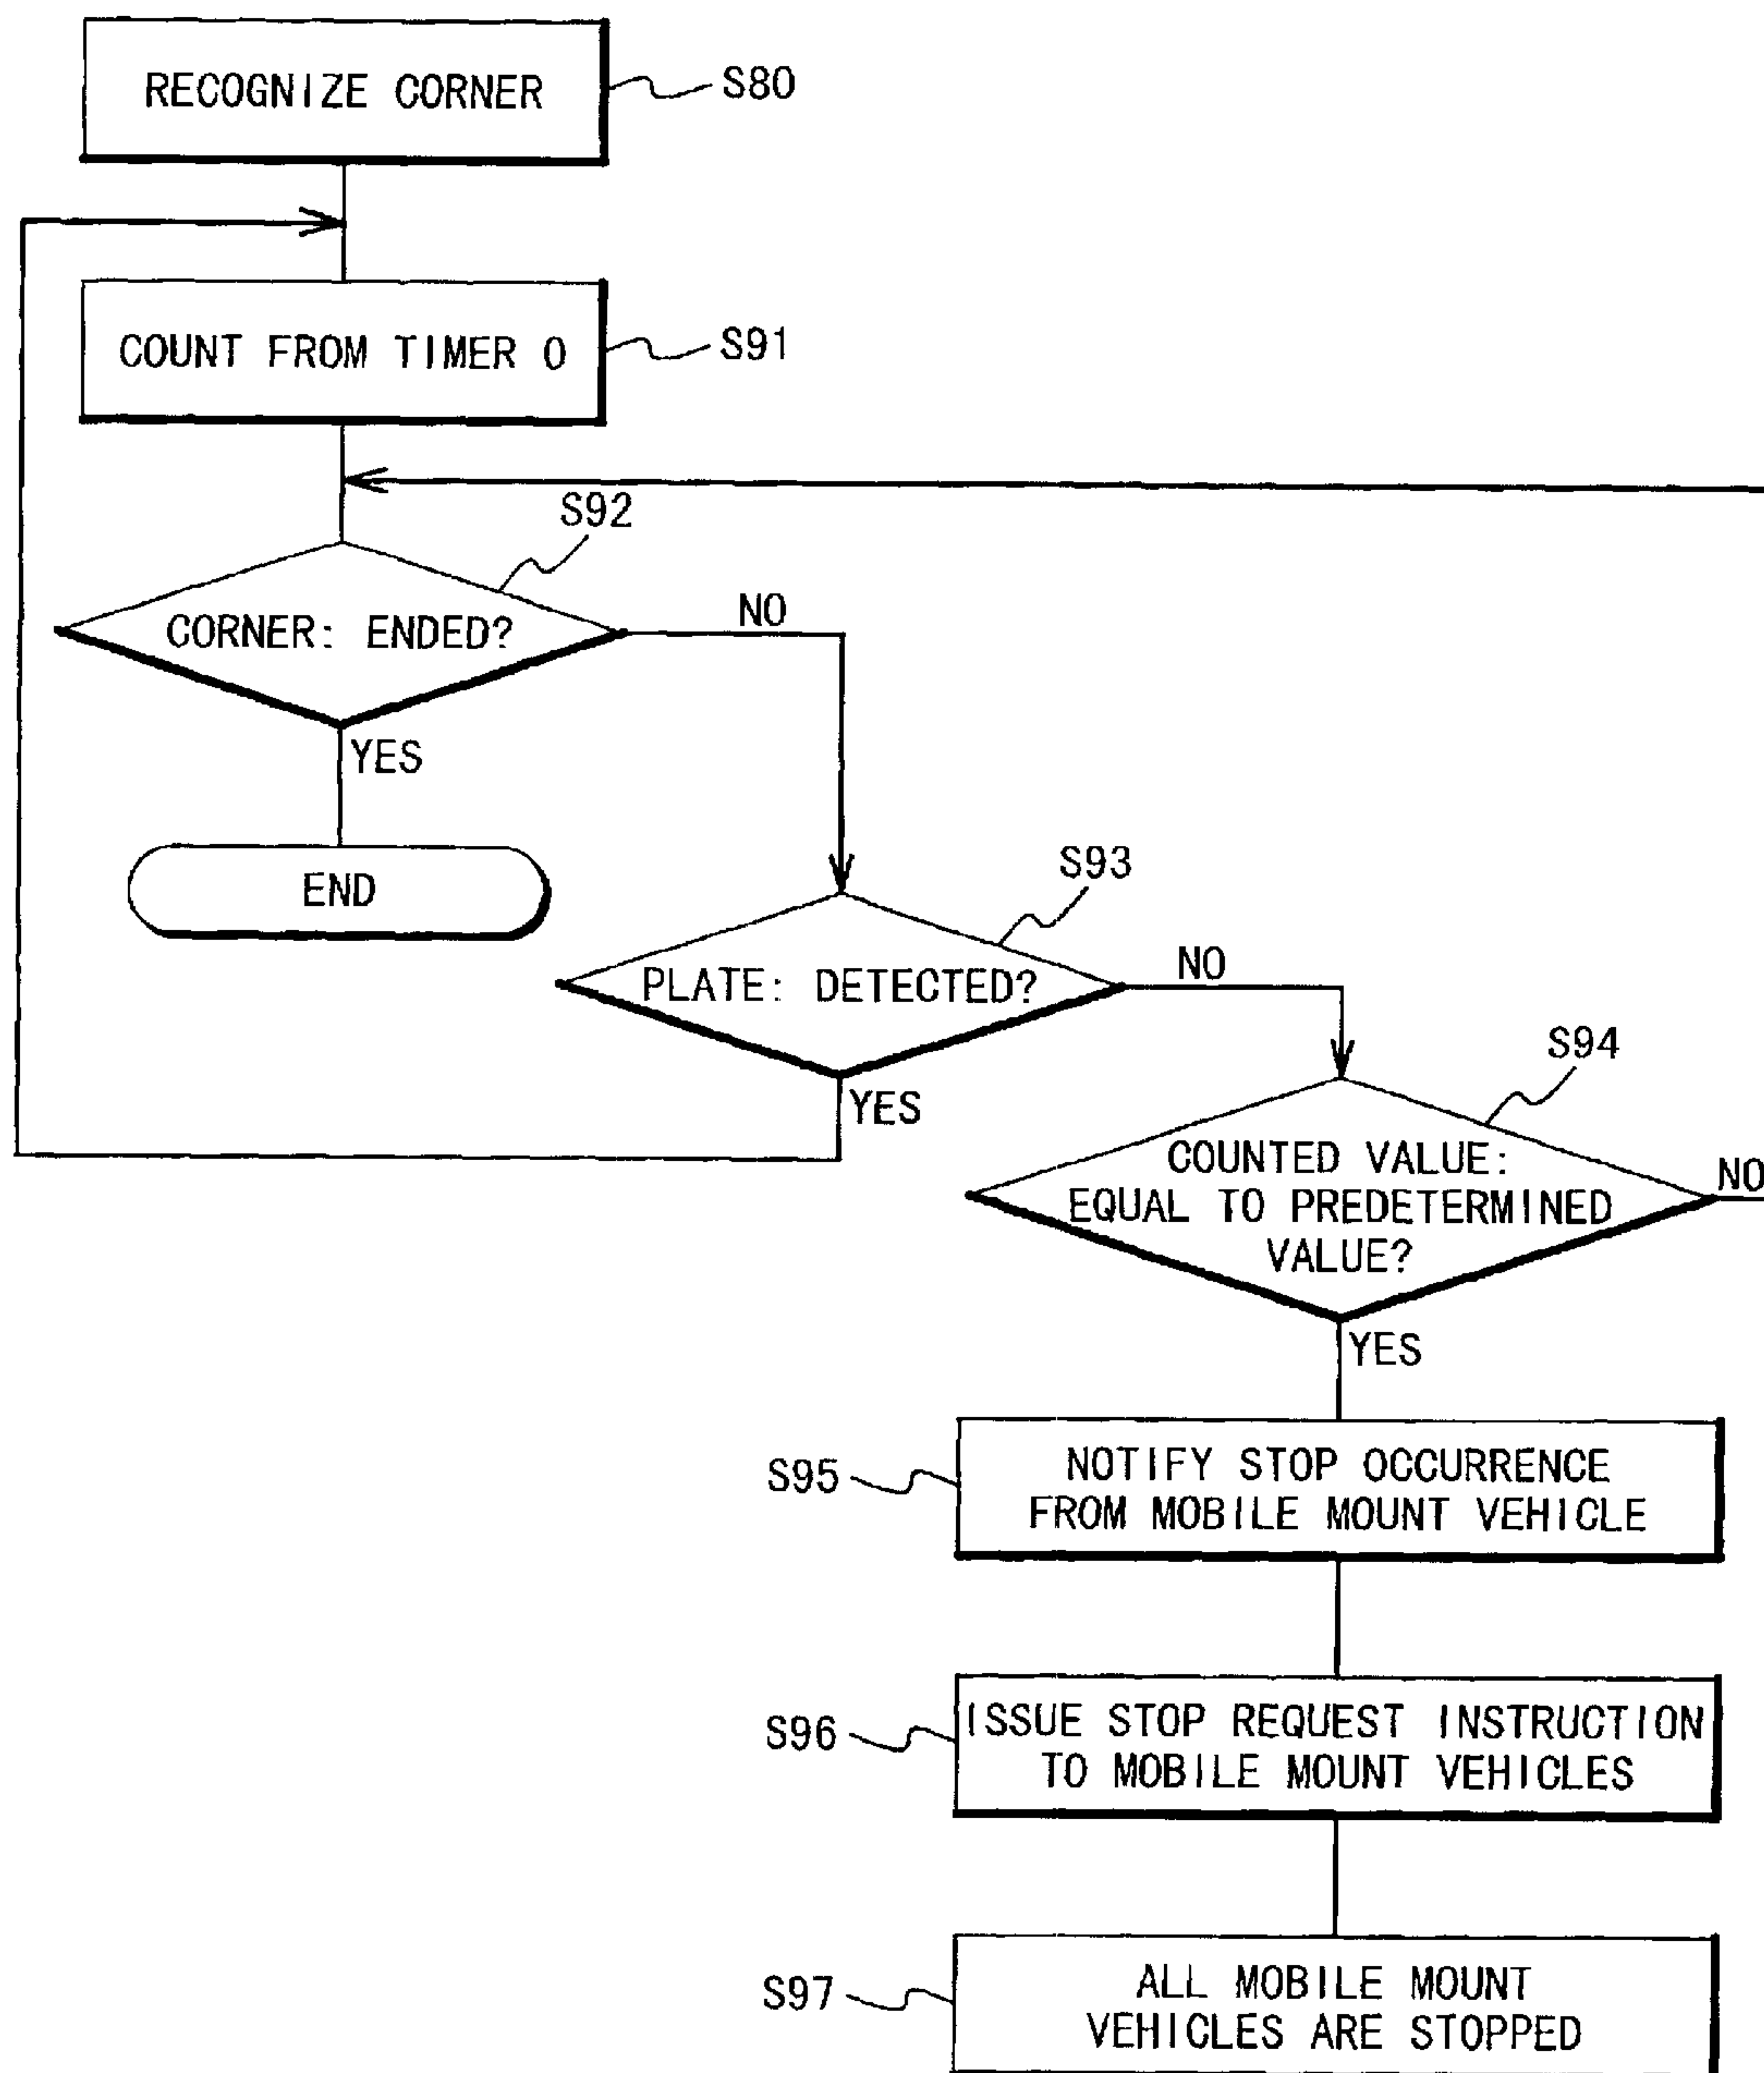 RECOGNIZE CORNER
S80
COUNT FROM TIMER 0
S91
S92
CORNER: ENDED?
NO
YES
END
S93
PLATE: DETECTED?
NO
YES
S94
COUNTED VALUE:
EQUAL TO PREDETERMINED
VALUE?
NO
YES
S95
NOTIFY STOP OCCURRENCE
FROM MOBILE MOUNT VEHICLE
S96
ISSUE STOP REQUEST INSTRUCTION
TO MOBILE MOUNT VEHICLES
S97
ALL MOBILE MOUNT
VEHICLES ARE STOPPED